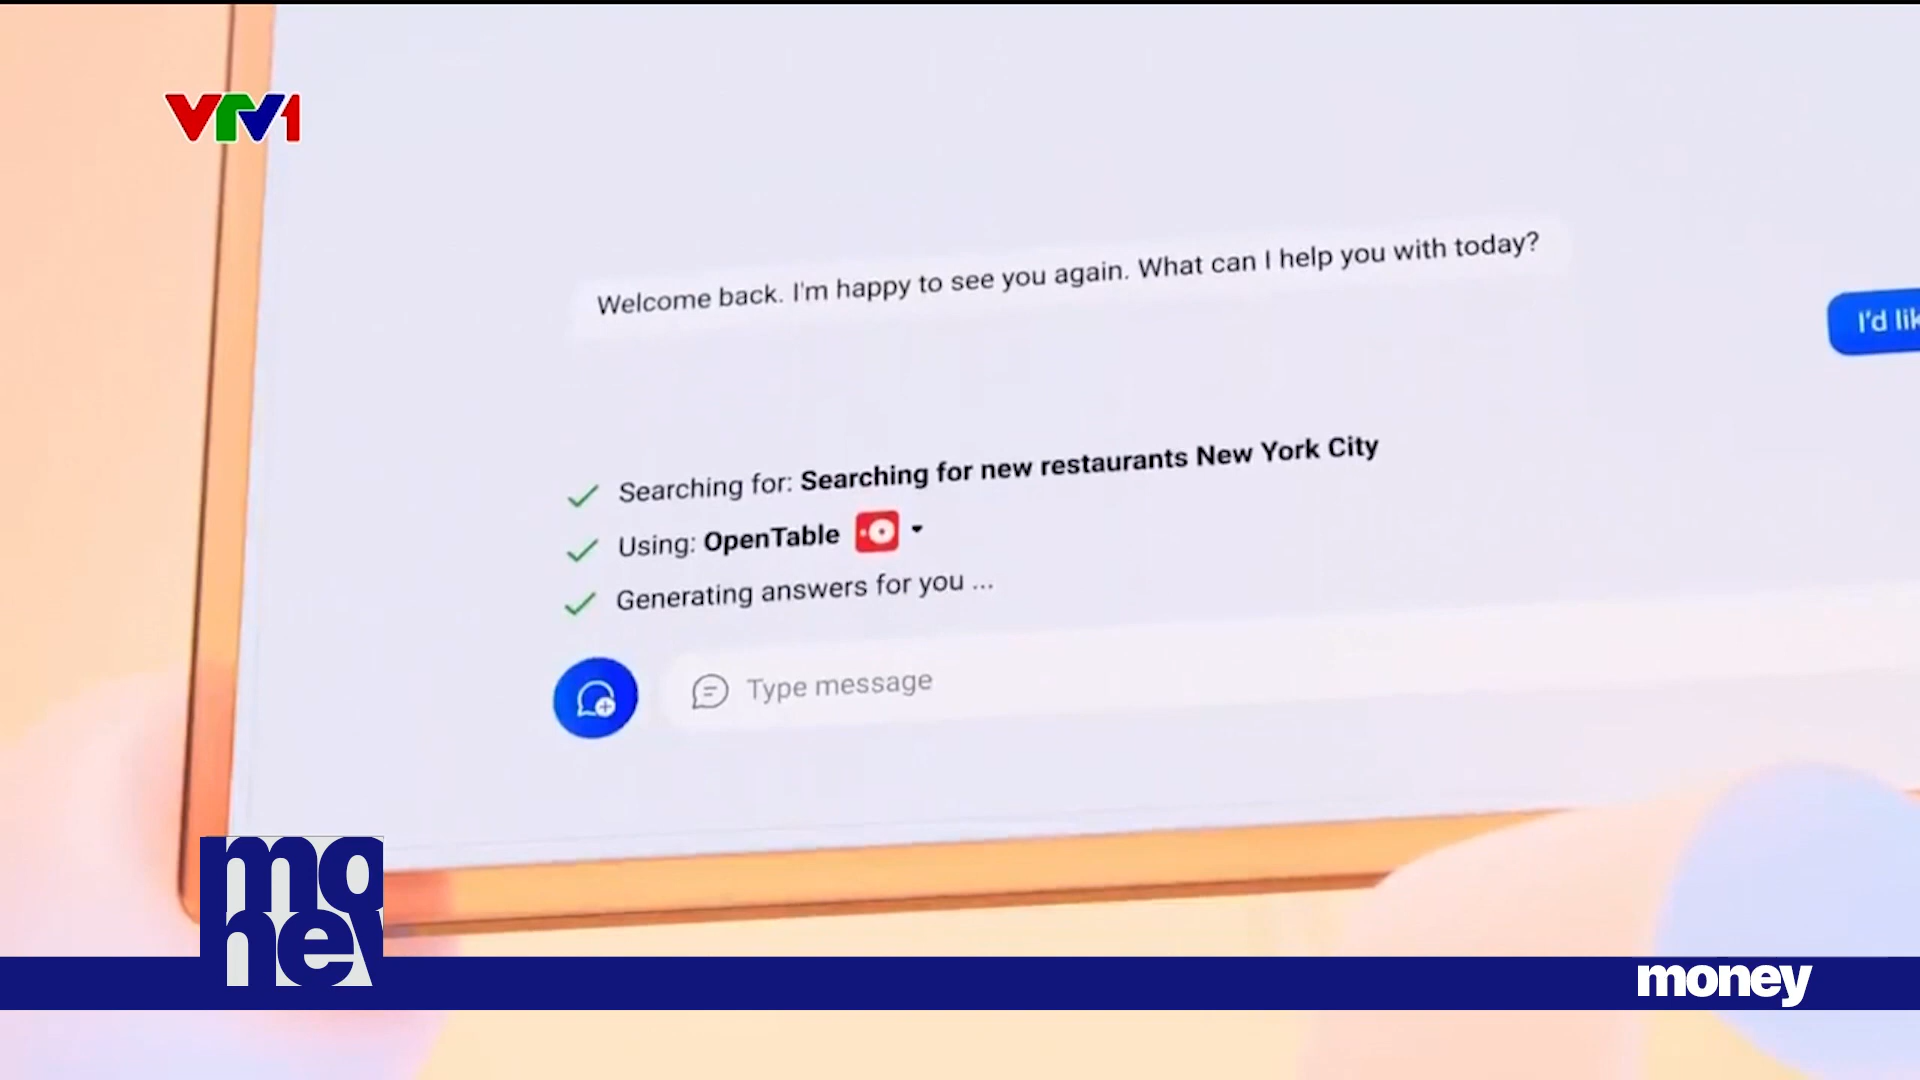 VTV1
Welcome back. I'm happy to see you again. What can I help you with today?
I'd lik
Searching for: Searching for new restaurants New York City
Using: OpenTable
Generating answers for you ...
Type message
money
money